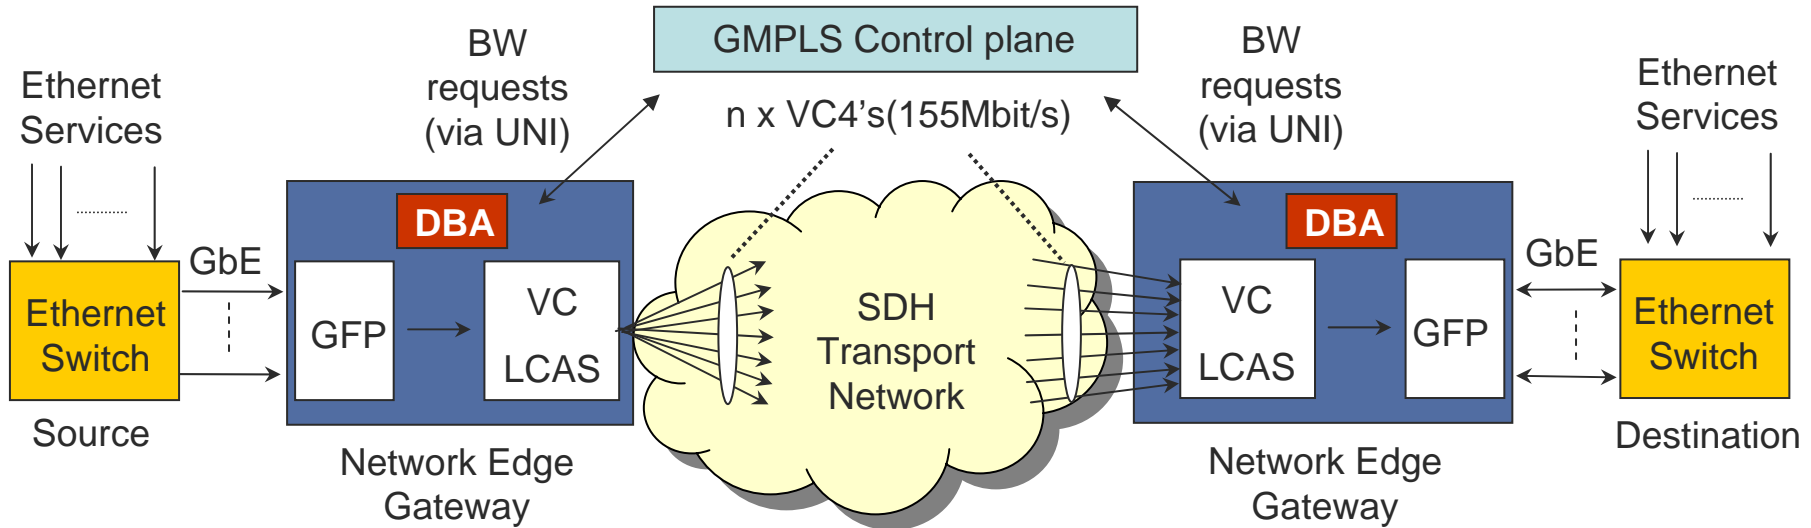 GMPLS Control plane
BW
requests
(via UNI)
BW
requests
(via UNI)
n x VC4's(155Mbit/s)
Ethernet
Services
Ethernet
Switch
Source
GbE
DBA
GFP
VC
LCAS
Network Edge
Gateway
SDH
Transport
Network
DBA
VC
LCAS
GFP
Network Edge
Gateway
GbE
Ethernet
Services
Ethernet
Switch
Destination